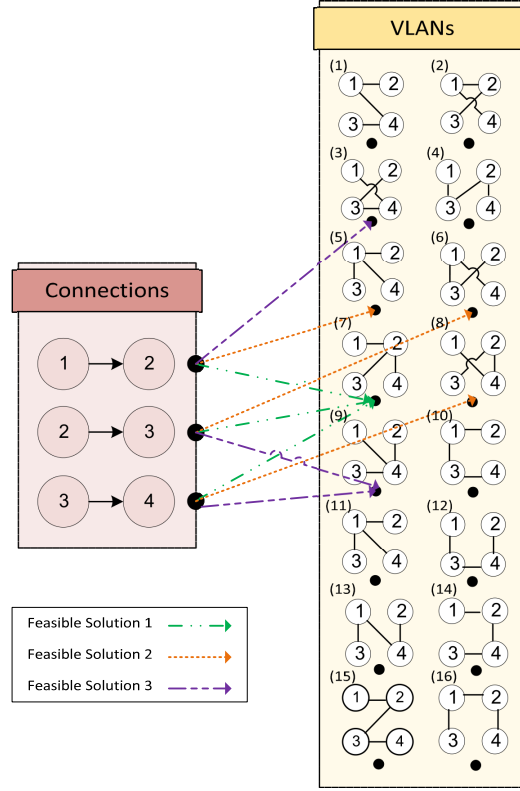 VLANs
(1) (2)
1 2 1 2
3 4 3 4
(3) (4)
1 2 1 2
3 4 3 4
(5) (6)
1 2 1 2
3 4 3 4
(7) (8)
1 2 1 2
3 4 3 4
(9) (10)
1 2 1 2
3 4 3 4
(11) (12)
1 2 1 2
3 4 3 4
(13) (14)
1 2 1 2
3 4 3 4
(15) (16)
1 2 1 2
3 4 3 4
Connections
1 2
2 3
3 4
Feasible Solution 1
Feasible Solution 2
Feasible Solution 3